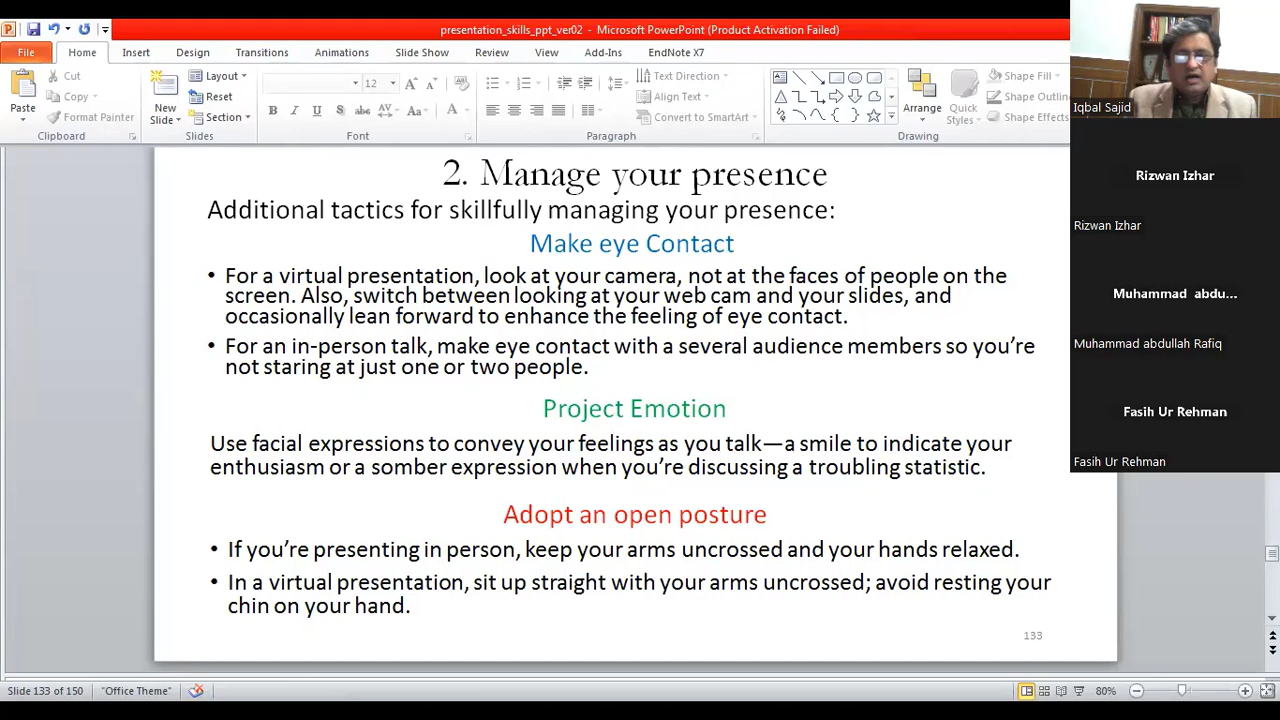 presentation_skills_ppt_ver02 - Microsoft PowerPoint (Product Activation Failed)
File Home Insert Design Transitions Animations Slide Show Review View Add-Ins EndNote X7
Paste
Cut
Copy
Format Painter
Clipboard
New
Slide
Layout
Reset
Section
Slides
12
B I U S abc AV Aa A
Font
Text Direction
Align Text
Convert to SmartArt
Paragraph
Arrange
Quick
Styles
Shape Fill
Shape Outline
Shape Effects
Drawing
2. Manage your presence
Additional tactics for skillfully managing your presence:
Make eye Contact
• For a virtual presentation, look at your camera, not at the faces of people on the
screen. Also, switch between looking at your web cam and your slides, and
occasionally lean forward to enhance the feeling of eye contact.
• For an in-person talk, make eye contact with a several audience members so you’re
not staring at just one or two people.
Project Emotion
Use facial expressions to convey your feelings as you talk—a smile to indicate your
enthusiasm or a somber expression when you’re discussing a troubling statistic.
Adopt an open posture
• If you’re presenting in person, keep your arms uncrossed and your hands relaxed.
• In a virtual presentation, sit up straight with your arms uncrossed; avoid resting your
chin on your hand.
133
Iqbal Sajid
Rizwan Izhar
Rizwan Izhar
Muhammad abdu...
Muhammad abdullah Rafiq
Fasih Ur Rehman
Fasih Ur Rehman
Slide 133 of 150 "Office Theme" 80%